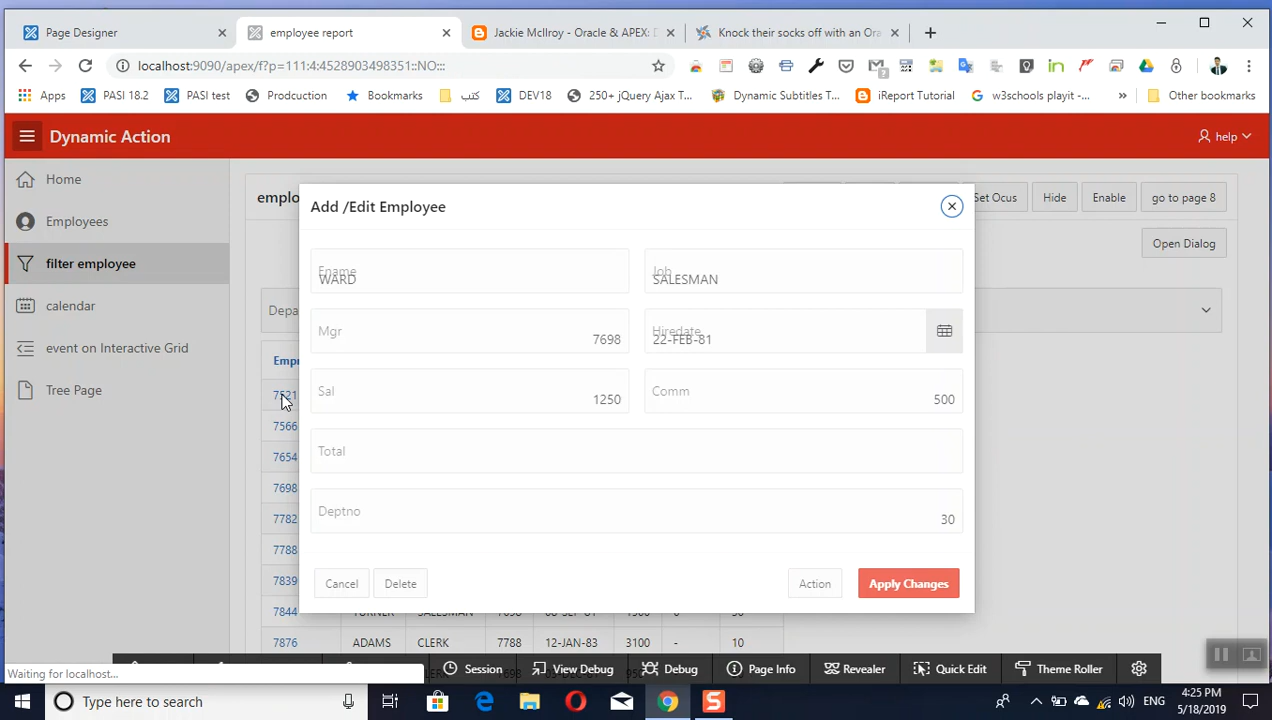 Page Designer
employee report
Jackie McIlroy - Oracle & APEX: D
Knock their socks off with an Ora
localhost:9090/apex/f?p=111:4:4528903498351::NO:::
Apps
PASI 18.2
PASI test
Prodcuction
Bookmarks
كتب
DEV18
250+ jQuery Ajax T...
Dynamic Subtitles T...
iReport Tutorial
w3schools playit -...
»
Other bookmarks
Dynamic Action
help
Home
Employees
filter employee
calendar
event on Interactive Grid
Tree Page
emplo
Set Ocus
Hide
Enable
go to page 8
Open Dialog
Depa
Empn
7521
7566
7654
7698
7782
7788
7839
7844 TURNER SALESMAN 7698 08-SEP-81 1500 0 30
7876 ADAMS CLERK 7788 12-JAN-83 3100 - 10
Add /Edit Employee
Ename
WARD
Job
SALESMAN
Mgr
7698
Hiredate
22-FEB-81
Sal
1250
Comm
500
Total
Deptno
30
Cancel
Delete
Action
Apply Changes
Waiting for localhost...
Session
View Debug
Debug
Page Info
Revealer
Quick Edit
Theme Roller
Type here to search
ENG
4:25 PM
5/18/2019